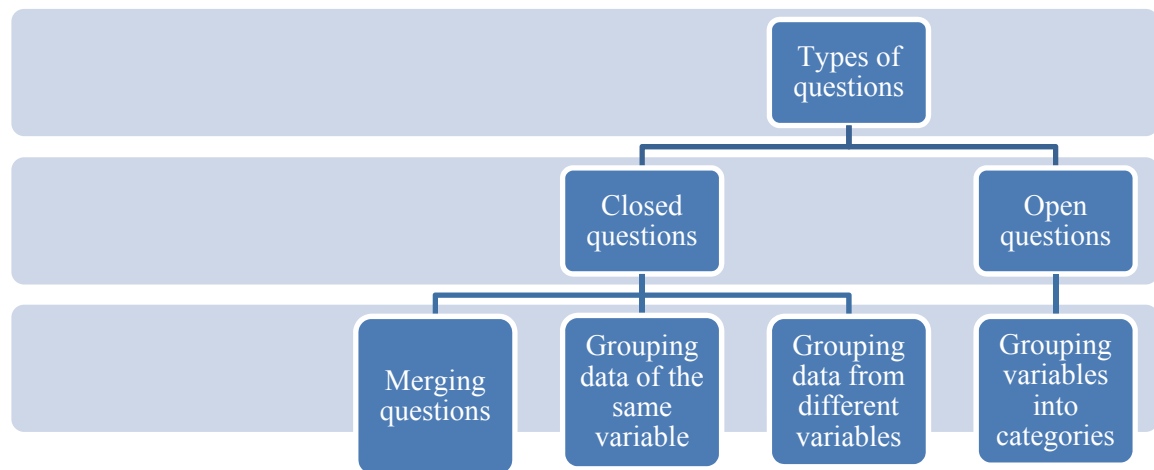 Types of
questions
Closed
questions
Open
questions
Merging
questions
Grouping
data of the
same
variable
Grouping
data from
different
variables
Grouping
variables
into
categories